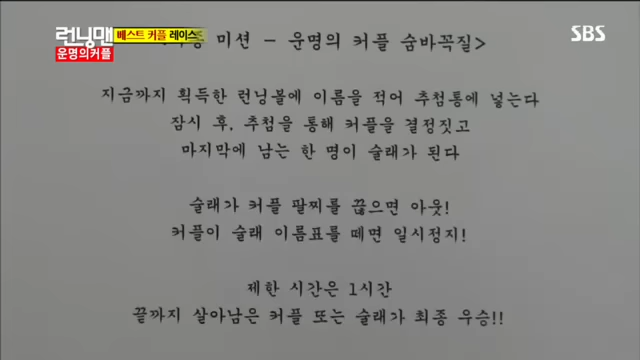 런닝맨
운명의커플
베스트 커플 레이스
SBS
미션 - 운명의 커플 숨바꼭질>
지금까지 획득한 런닝볼에 이름을 적어 추첨통에 넣는다
잠시 후, 추첨을 통해 커플을 결정짓고
마지막에 남는 한 명이 술래가 된다
술래가 커플 팔찌를 끊으면 아웃!
커플이 술래 이름표를 떼면 일시정지!
제한 시간은 1시간
끝까지 살아남은 커플 또는 술래가 최종 우승!!